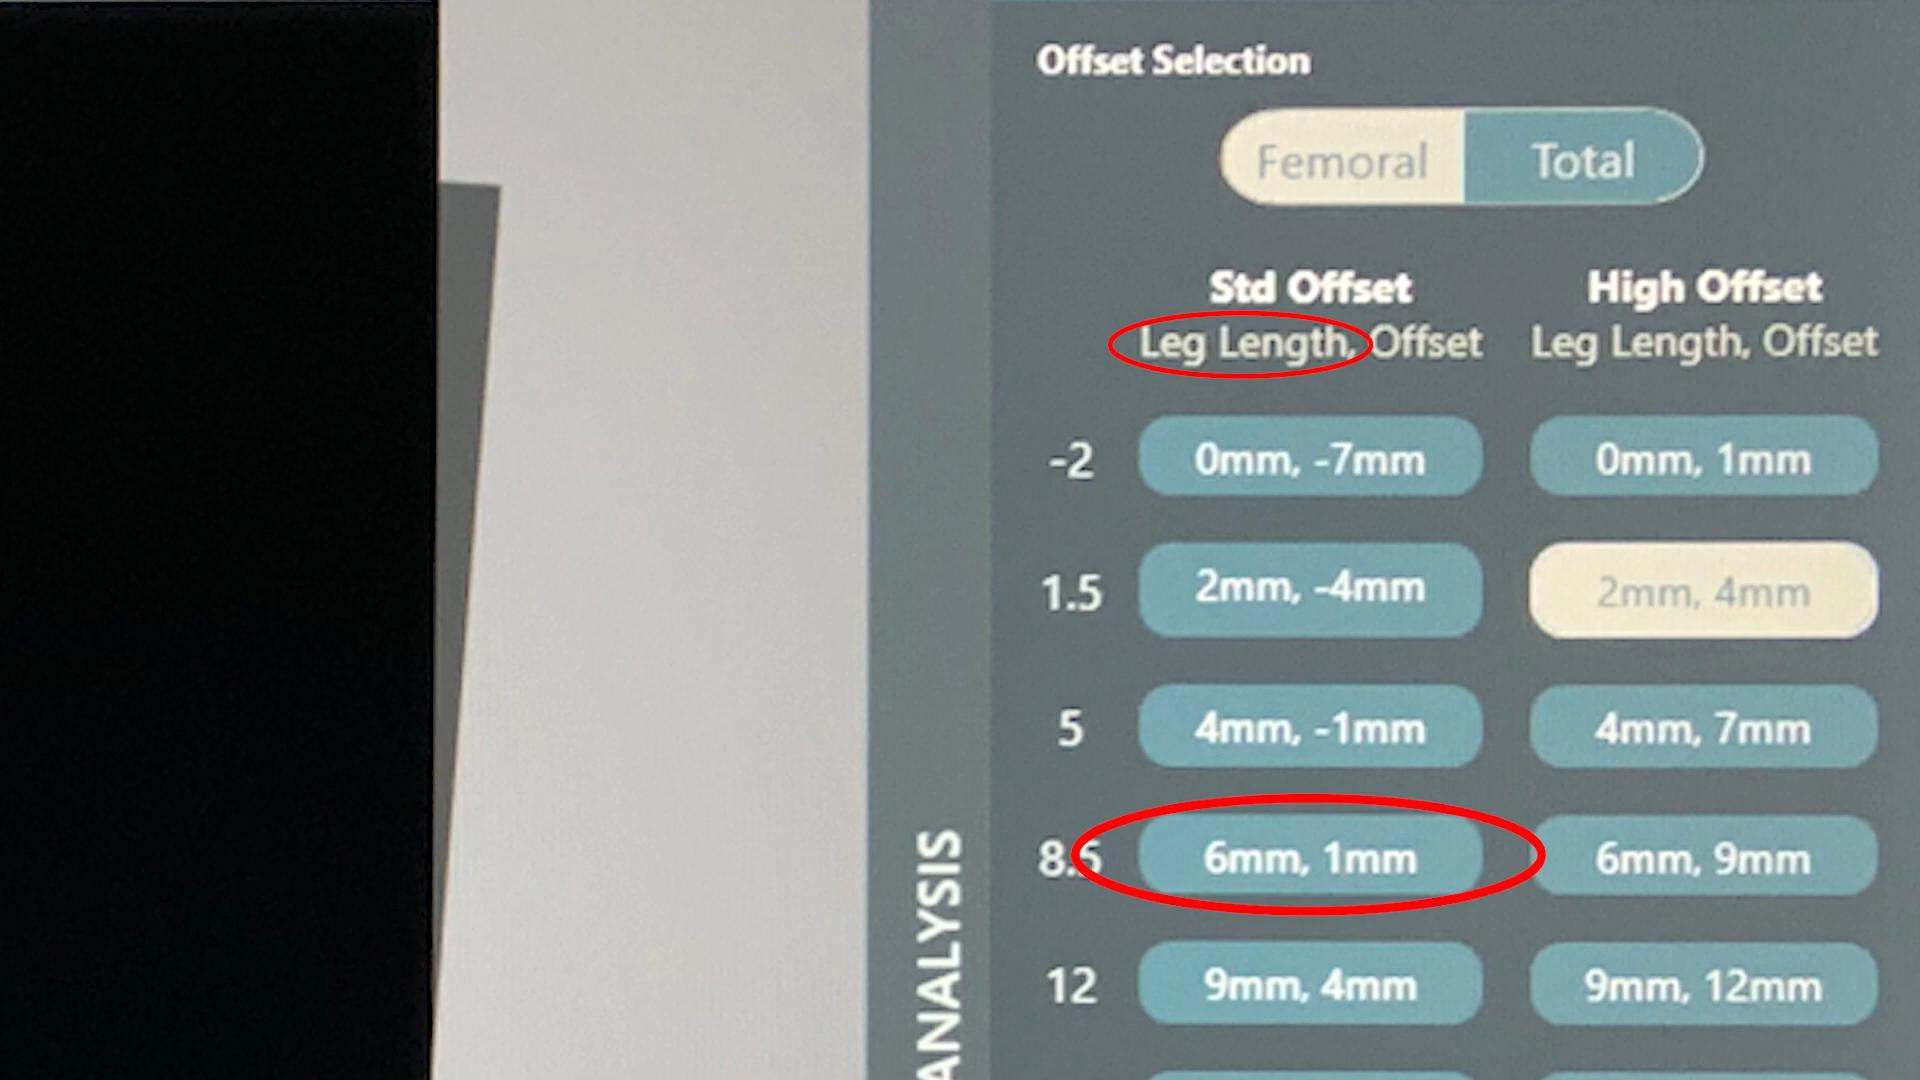 Offset Selection
Femoral Total
Std Offset High Offset
Leg Length, Offset Leg Length, Offset
-2 0mm, -7mm 0mm, 1mm
1.5 2mm, -4mm 2mm, 4mm
5 4mm, -1mm 4mm, 7mm
8.5 6mm, 1mm 6mm, 9mm
12 9mm, 4mm 9mm, 12mm
ANALYSIS